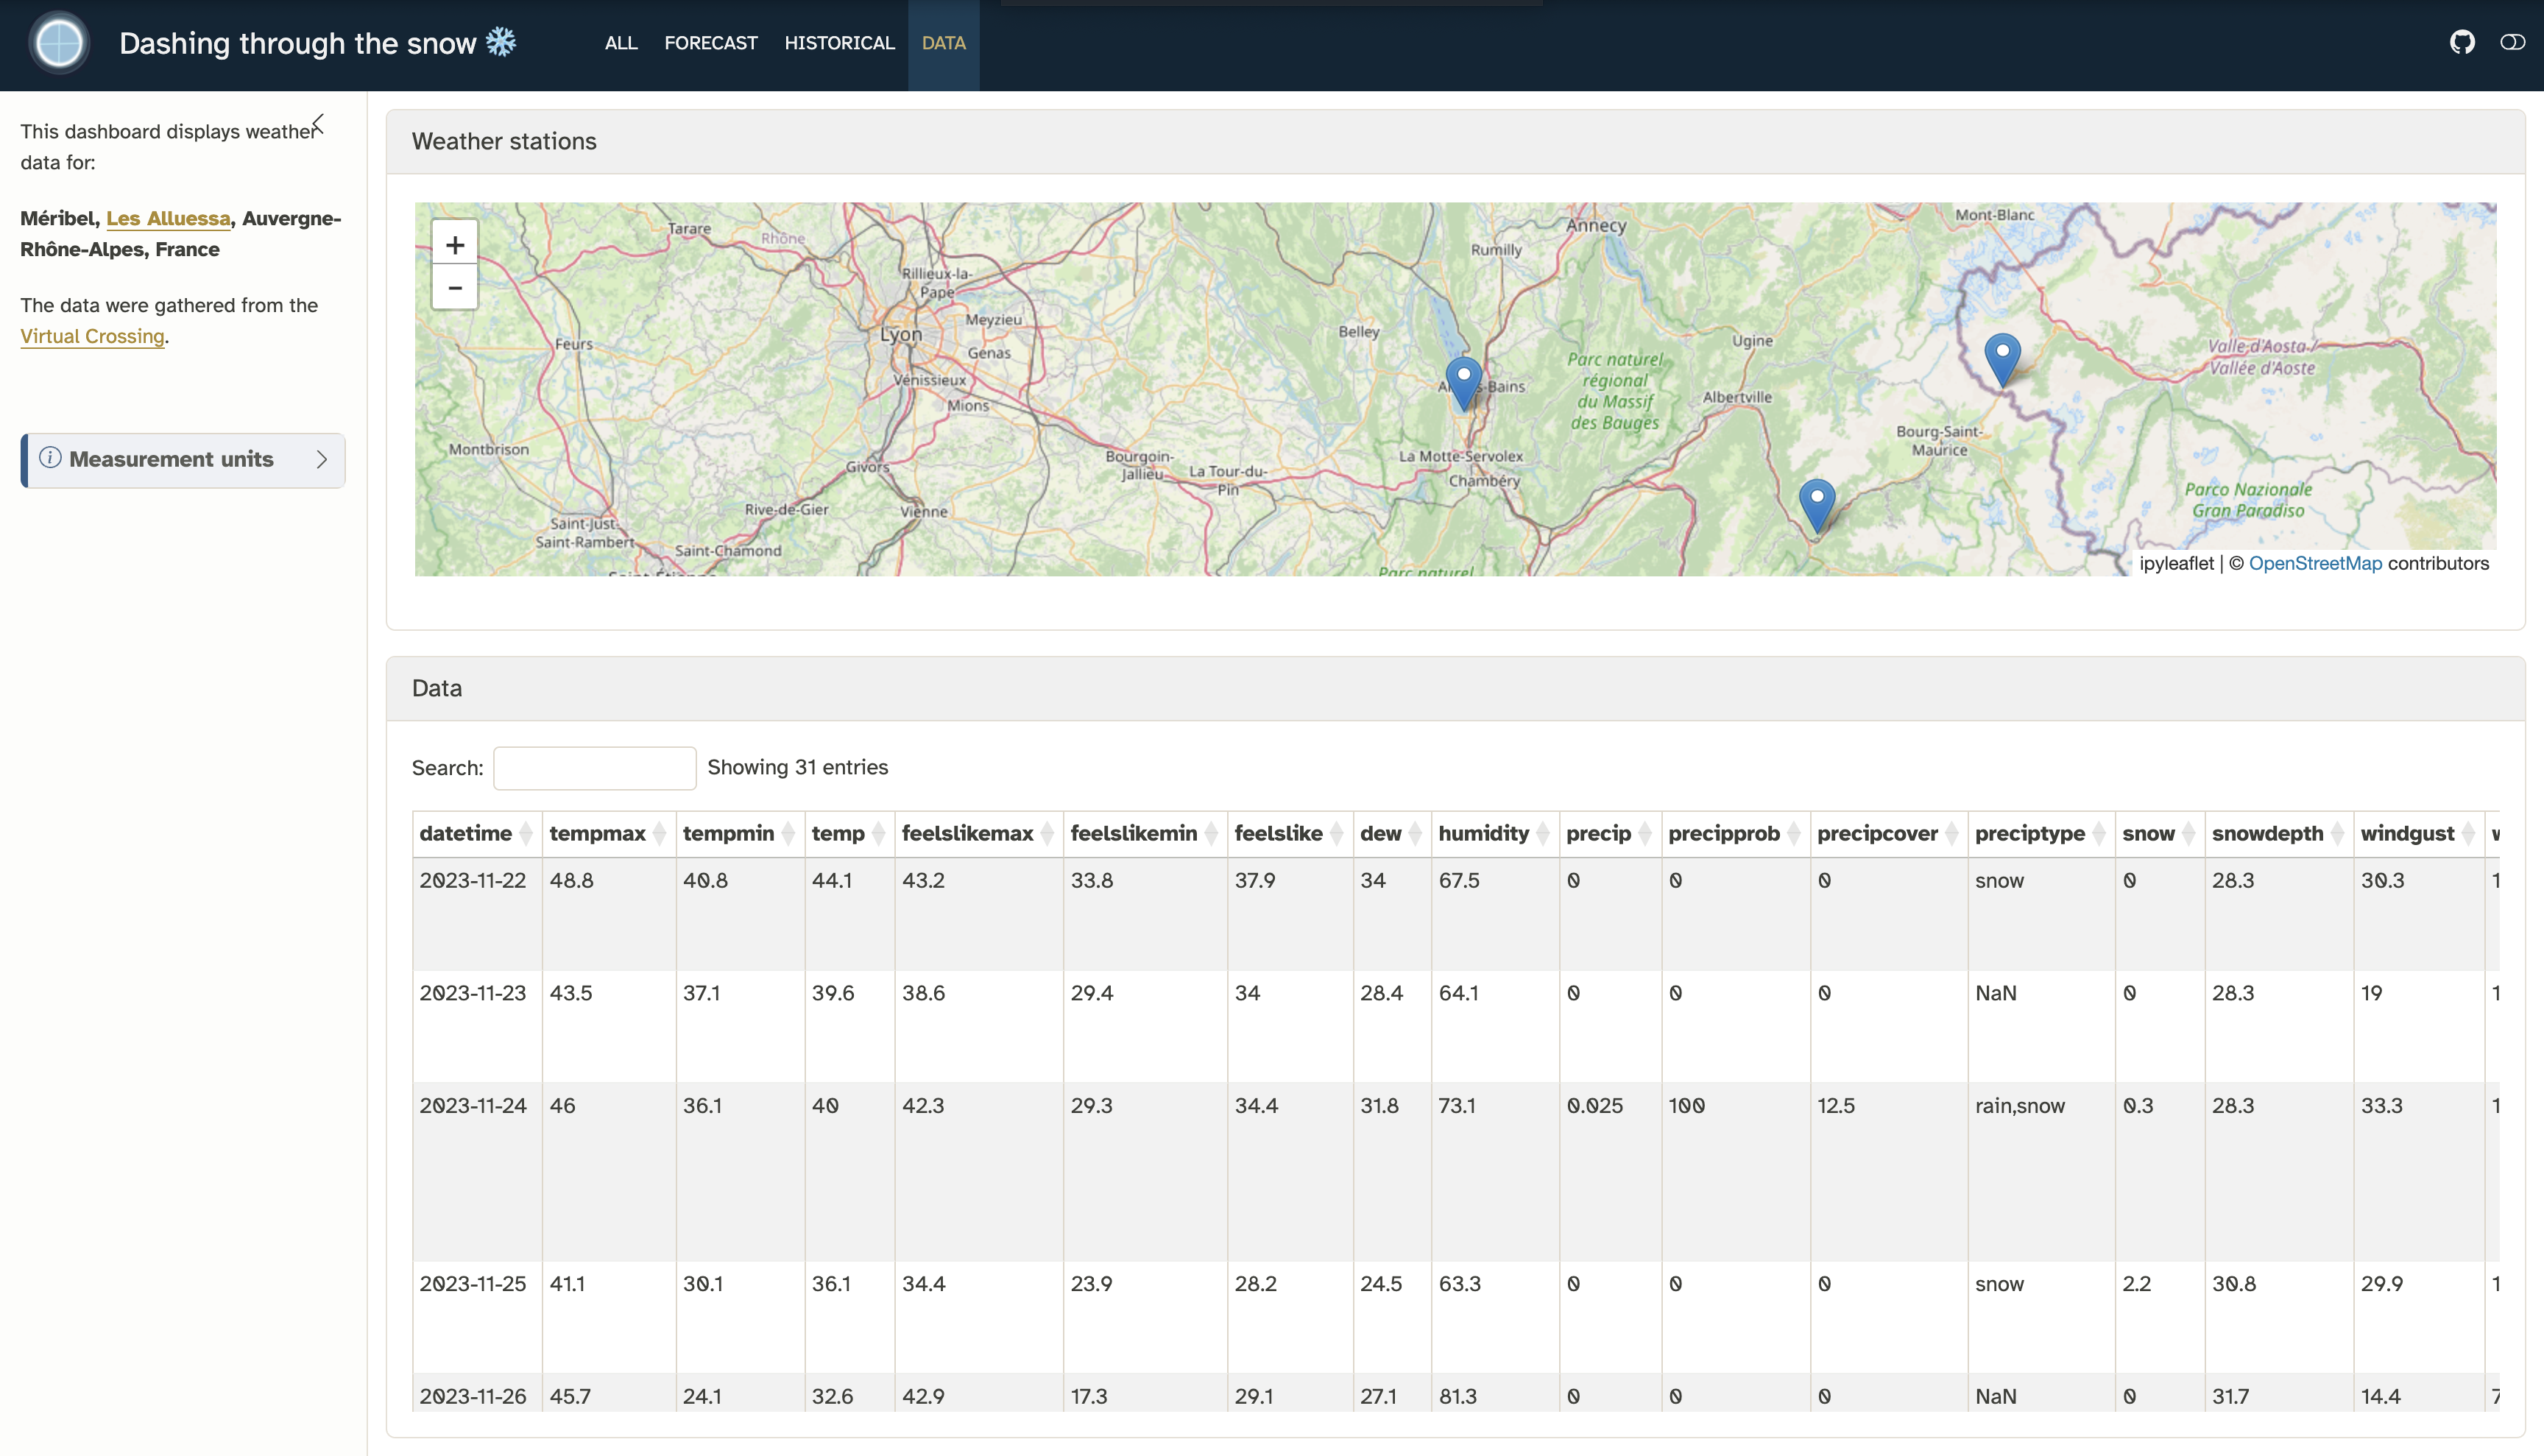 Dashing through the snow ❄️
ALL FORECAST HISTORICAL DATA
This dashboard displays weather
data for:
Méribel, Les Alluessa, Auvergne-
Rhône-Alpes, France
The data were gathered from the
Virtual Crossing.
Measurement units
Weather stations
+
−
Tarare
Rhône
Rillieux-la-
Pape
Meyzieu
Lyon
Genas
Feurs
Vénissieux
Mions
Montbrison
Givors
Bourgoin-
Jallieu
La Tour-du-
Pin
Rive-de-Gier
Vienne
Saint-Just-
Saint-Rambert
Saint-Chamond
Annecy
Rumilly
Mont-Blanc
Belley
Ugine
Parc naturel
régional
du Massif
des Bauges
Albertville
La Motte-Servolex
Chambéry
Bourg-Saint-
Maurice
Valle d'Aosta /
Vallée d'Aoste
Parco Nazionale
Gran Paradiso
Parc naturel
ipyleaflet | © OpenStreetMap contributors
Data
Search: Showing 31 entries
datetime tempmax tempmin temp feelslikemax feelslikemin feelslike dew humidity precip precipprob precipcover preciptype snow snowdepth windgust
2023-11-22 48.8 40.8 44.1 43.2 33.8 37.9 34 67.5 0 0 0 snow 0 28.3 30.3
2023-11-23 43.5 37.1 39.6 38.6 29.4 34 28.4 64.1 0 0 0 NaN 0 28.3 19
2023-11-24 46 36.1 40 42.3 29.3 34.4 31.8 73.1 0.025 100 12.5 rain,snow 0.3 28.3 33.3
2023-11-25 41.1 30.1 36.1 34.4 23.9 28.2 24.5 63.3 0 0 0 snow 2.2 30.8 29.9
2023-11-26 45.7 24.1 32.6 42.9 17.3 29.1 27.1 81.3 0 0 0 NaN 0 31.7 14.4